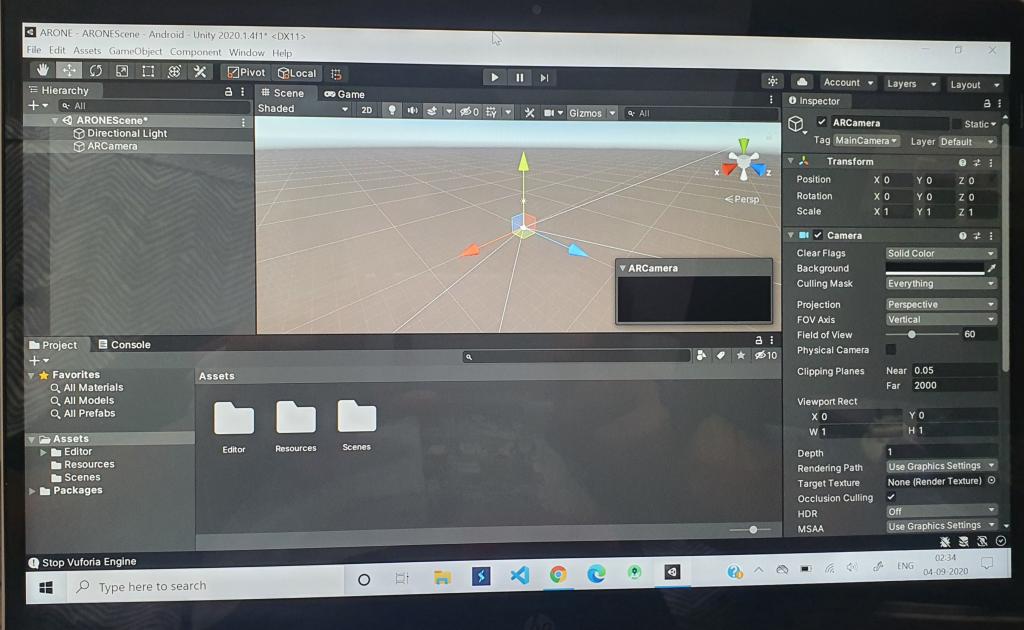 ARONE - ARONEScene - Android - Unity 2020.1.4f1* <DX11>
File Edit Assets GameObject Component Window Help
Pivot Local
Account Layers Layout
Hierarchy
All
ARONEScene*
Directional Light
ARCamera
Scene Game
Shaded 2D 0 Gizmos All
Persp
x z
ARCamera
Inspector
ARCamera Static
Tag MainCamera Layer Default
Transform
Position X 0 Y 0 Z 0
Rotation X 0 Y 0 Z 0
Scale X 1 Y 1 Z 1
Camera
Clear Flags Solid Color
Background
Culling Mask Everything
Projection Perspective
FOV Axis Vertical
Field of View 60
Physical Camera
Clipping Planes Near 0.05
Far 2000
Viewport Rect
X 0 Y 0
W 1 H 1
Depth 1
Rendering Path Use Graphics Settings
Target Texture None (Render Texture)
Occlusion Culling
HDR Off
MSAA Use Graphics Settings
Project Console
10
Favorites
All Materials
All Models
All Prefabs
Assets
Editor
Resources
Scenes
Packages
Assets
Editor Resources Scenes
Stop Vuforia Engine
Type here to search
ENG
02:34
04-09-2020
hp